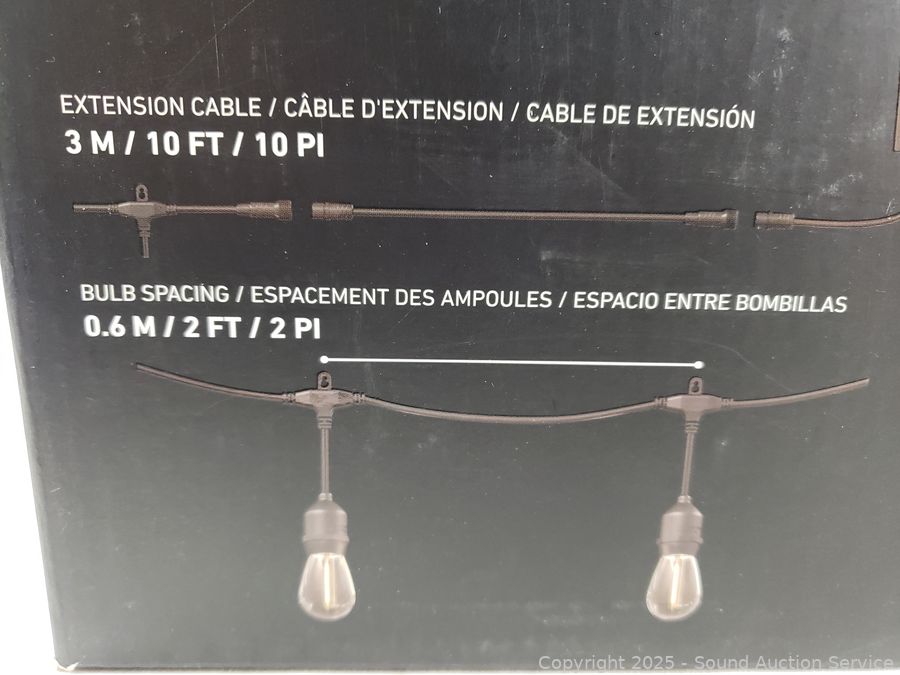 EXTENSION CABLE / CÂBLE D'EXTENSION / CABLE DE EXTENSIÓN
3 M / 10 FT / 10 PI
BULB SPACING / ESPACEMENT DES AMPOULES / ESPACIO ENTRE BOMBILLAS
0.6 M / 2 FT / 2 PI
Copyright 2025 - Sound Auction Service